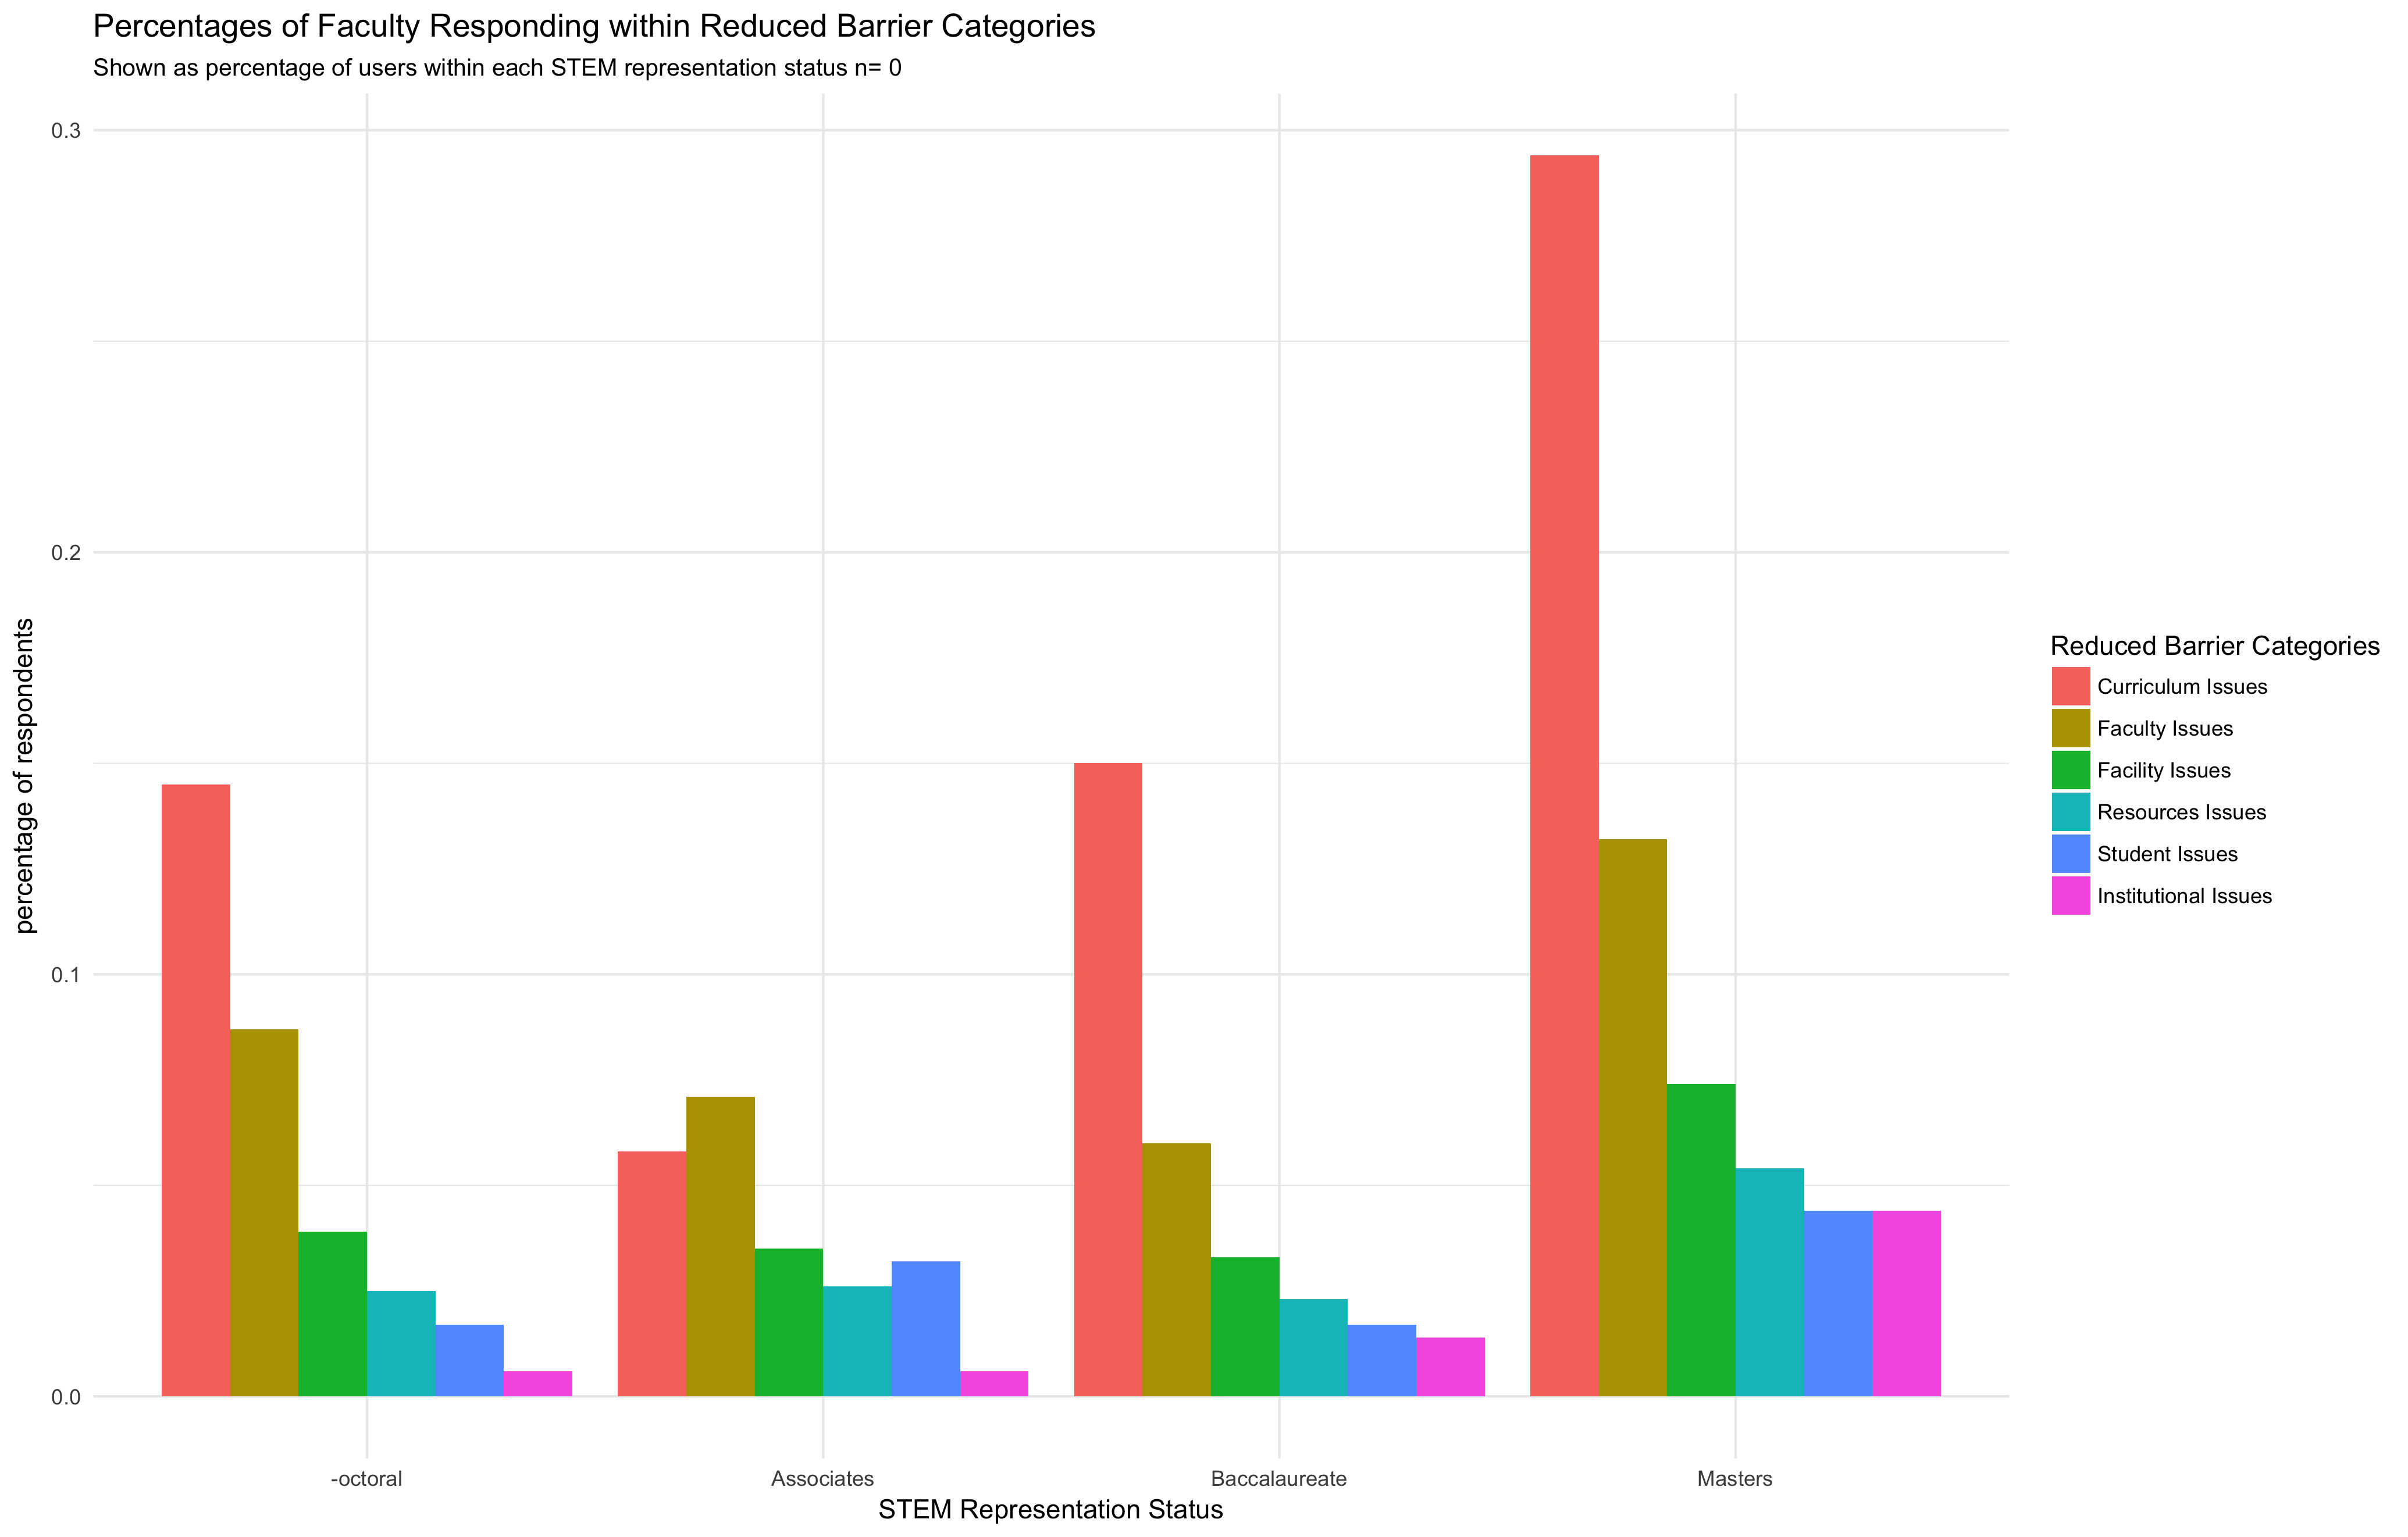 Percentages of Faculty Responding within Reduced Barrier Categories
Shown as percentage of users within each STEM representation status n= 0
percentage of respondents
0.3
0.2
0.1
0.0
-octoral
Associates
Baccalaureate
Masters
STEM Representation Status
Reduced Barrier Categories
Curriculum Issues
Faculty Issues
Facility Issues
Resources Issues
Student Issues
Institutional Issues